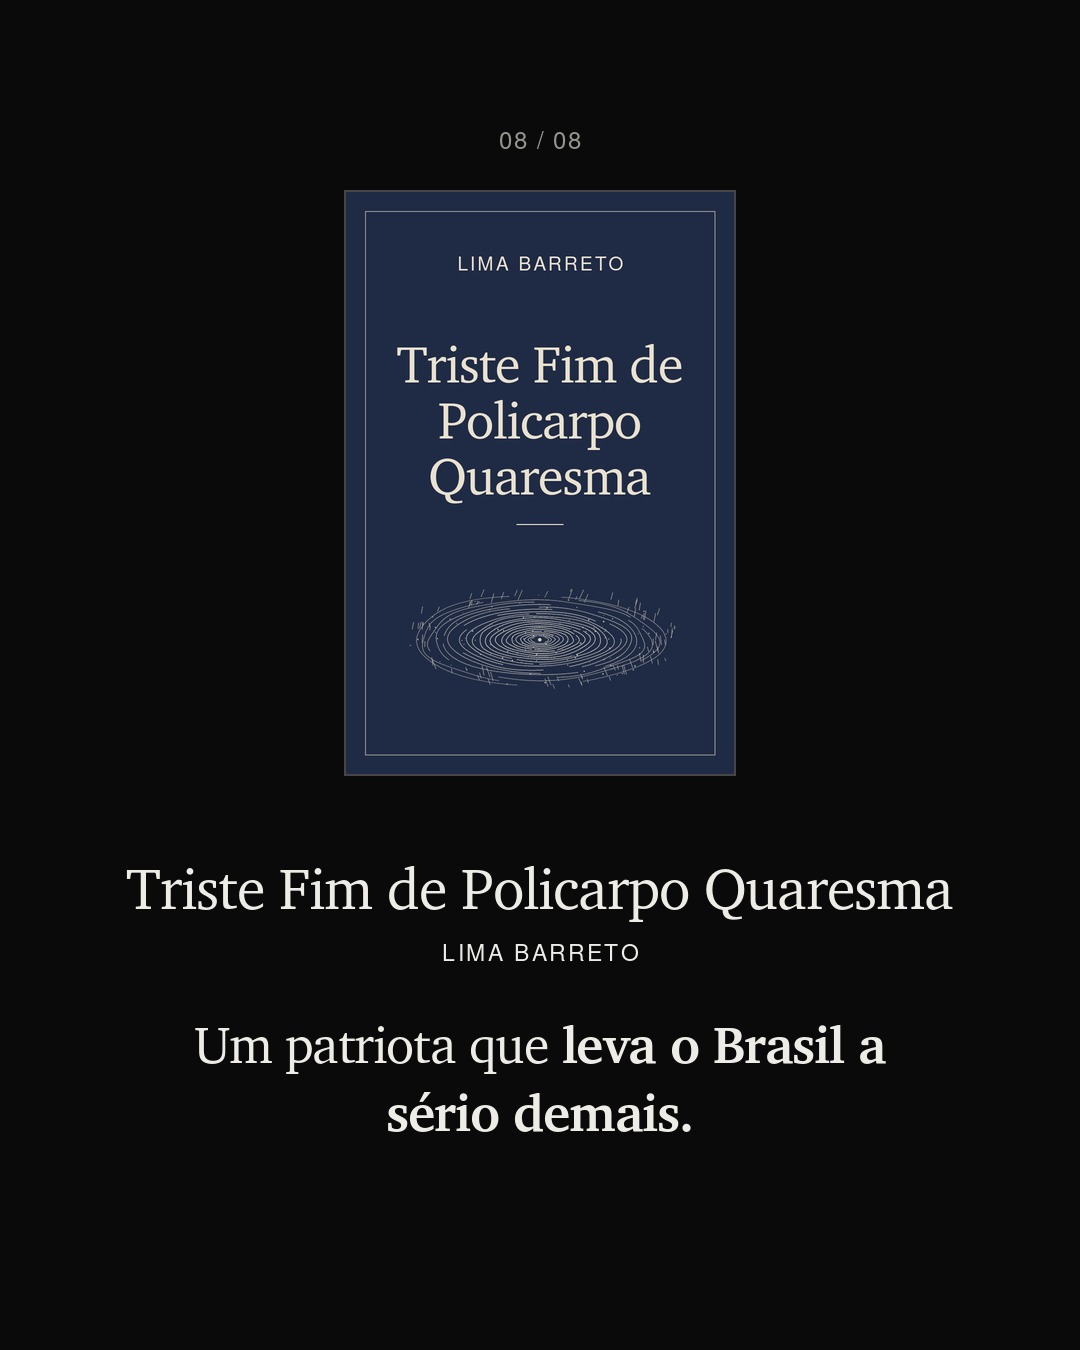 08 / 08
LIMA BARRETO
Triste Fim de
Policarpo
Quaresma
Triste Fim de Policarpo Quaresma
LIMA BARRETO
Um patriota que leva o Brasil a
sério demais.